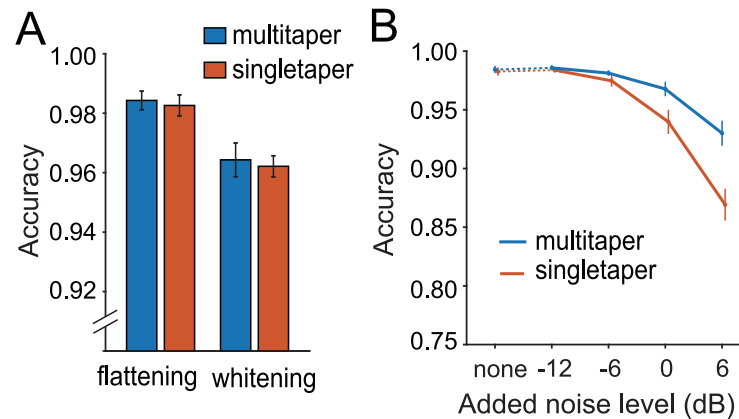 A
multitaper
singletaper
Accuracy
1.00
0.98
0.96
0.94
0.92
flattening whitening
B
Accuracy
1.00
0.95
0.90
0.85
0.80
0.75
multitaper
singletaper
none -12 -6 0 6
Added noise level (dB)